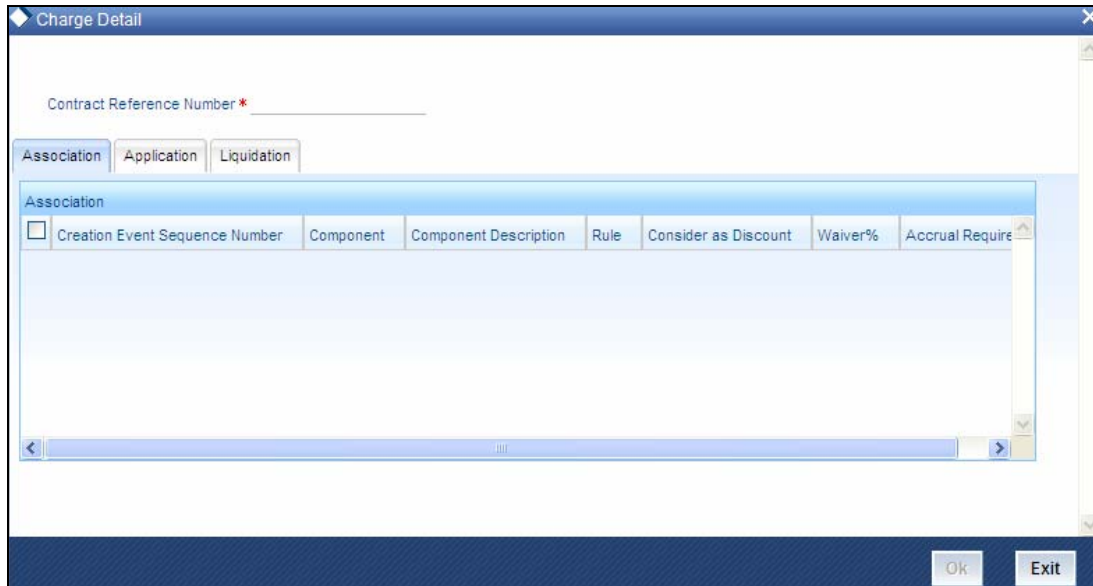 Charge Detail
Contract Reference Number *
Association Application Liquidation
Association
Creation Event Sequence Number Component Component Description Rule Consider as Discount Waiver% Accrual Require
Ok Exit